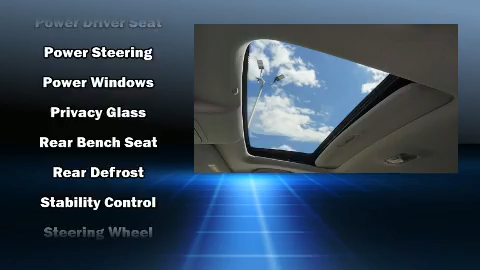 Power Driver Seat
Power Steering
Power Windows
Privacy Glass
Rear Bench Seat
Rear Defrost
Stability Control
Steering Wheel